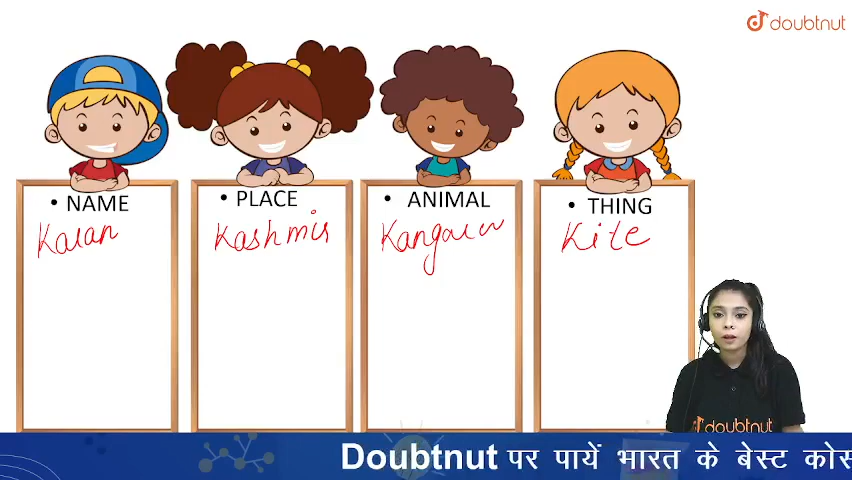 doubtnut
• NAME
• PLACE
• ANIMAL
• THING
Karan
Kashmir
Kangaroo
Kite
doubtnut
Doubtnut पर पायें भारत के बेस्ट कोस